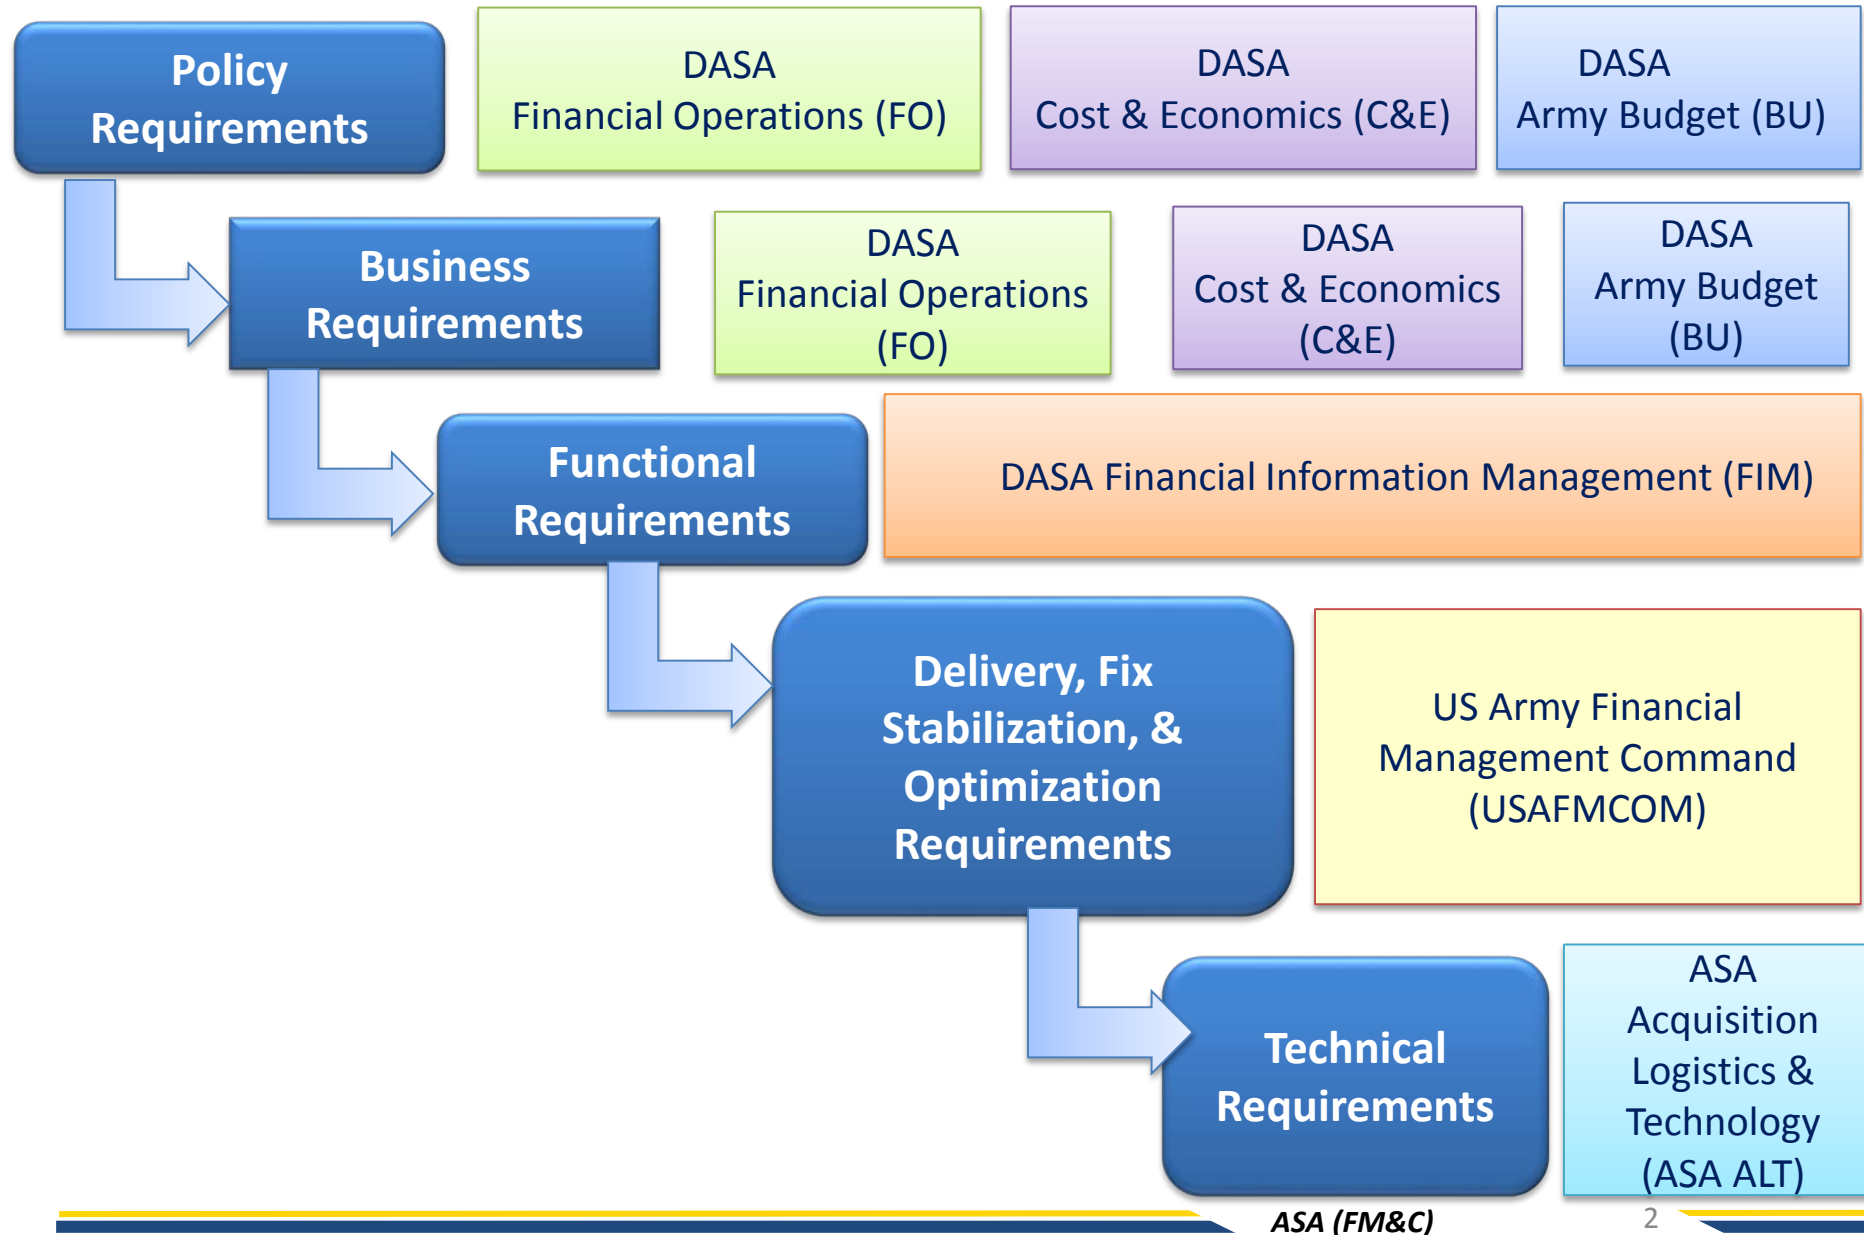 Policy
Requirements
DASA
Financial Operations (FO)
DASA
Cost & Economics (C&E)
DASA
Army Budget (BU)
Business
Requirements
DASA
Financial Operations
(FO)
DASA
Cost & Economics
(C&E)
DASA
Army Budget
(BU)
Functional
Requirements
DASA Financial Information Management (FIM)
Delivery, Fix
Stabilization, &
Optimization
Requirements
US Army Financial
Management Command
(USAFMCOM)
Technical
Requirements
ASA
Acquisition
Logistics &
Technology
(ASA ALT)
ASA (FM&C)
2